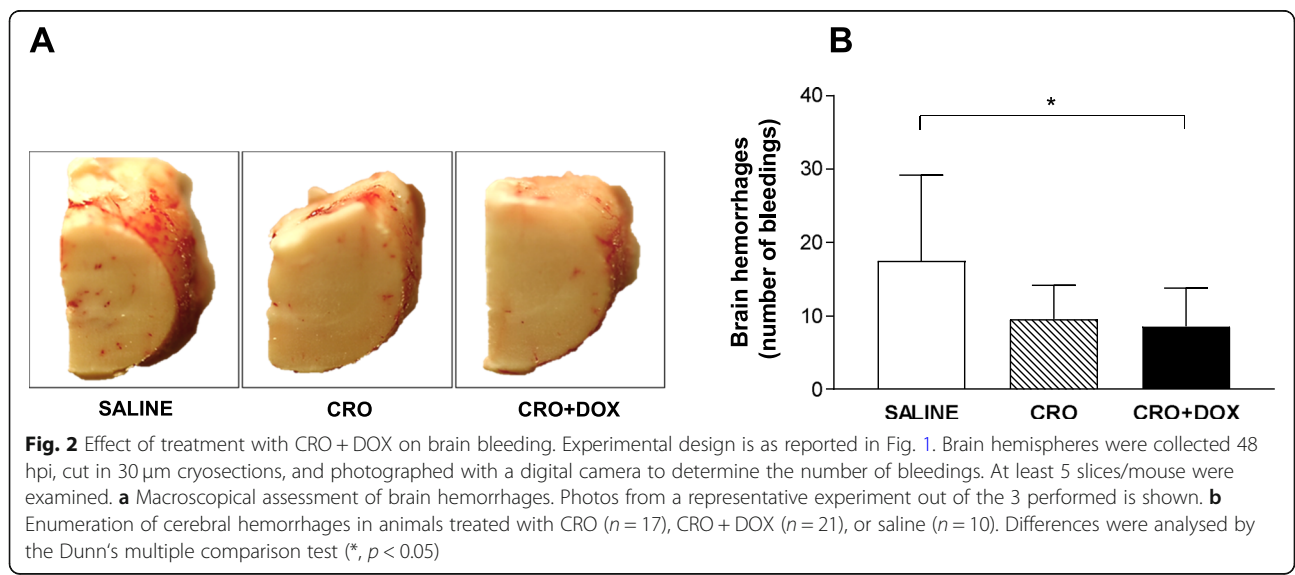 A
B
Brain hemorrhages
(number of bleedings)
40
30
20
10
0
*
SALINE
CRO
CRO+DOX
SALINE
CRO
CRO+DOX
Fig. 2 Effect of treatment with CRO + DOX on brain bleeding. Experimental design is as reported in Fig. 1. Brain hemispheres were collected 48
hpi, cut in 30 μm cryosections, and photographed with a digital camera to determine the number of bleedings. At least 5 slices/mouse were
examined. a Macroscopical assessment of brain hemorrhages. Photos from a representative experiment out of the 3 performed is shown. b
Enumeration of cerebral hemorrhages in animals treated with CRO (n = 17), CRO + DOX (n = 21), or saline (n = 10). Differences were analysed by
the Dunn‘s multiple comparison test (*, p < 0.05)